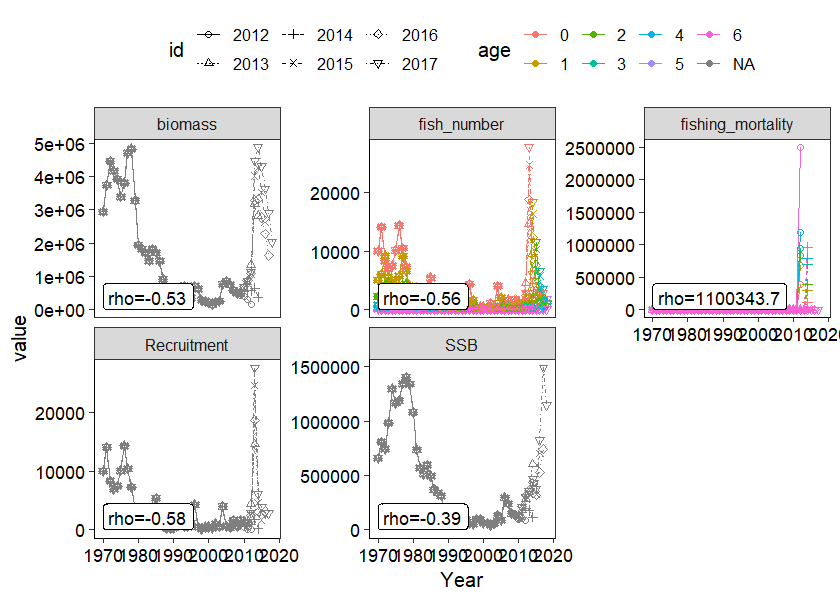 id 2012 2014 2016 age 0 2 4 6
2013 2015 2017 1 3 5 NA
biomass fish_number fishing_mortality
5e+06
4e+06
3e+06
2e+06
1e+06
0e+00
rho=-0.53
20000
10000
0
rho=-0.56
2500000
2000000
1500000
1000000
500000
0
rho=1100343.7
1970 1980 1990 2000 2010 2020
value
Recruitment SSB
20000
10000
0
rho=-0.58
1970 1980 1990 2000 2010 2020
1500000
1000000
500000
0
rho=-0.39
1970 1980 1990 2000 2010 2020
Year